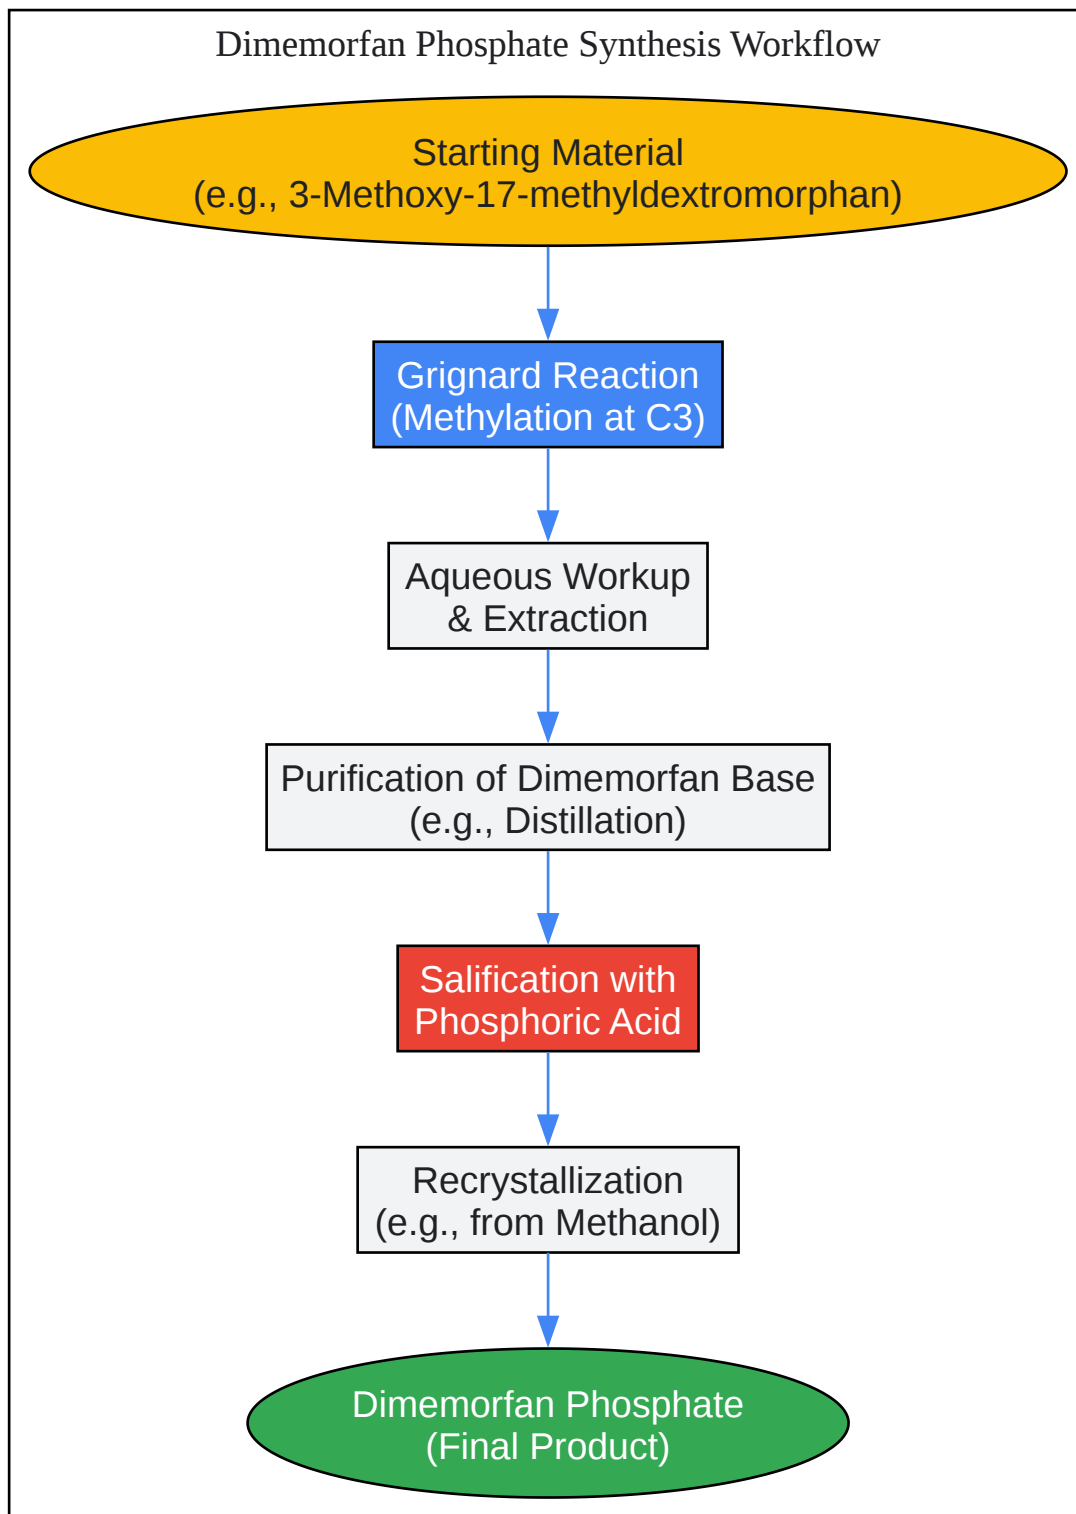 Dimemorfan Phosphate Synthesis Workflow
Starting Material
(e.g., 3-Methoxy-17-methyldextromorphan)
Grignard Reaction
(Methylation at C3)
Aqueous Workup
& Extraction
Purification of Dimemorfan Base
(e.g., Distillation)
Salification with
Phosphoric Acid
Recrystallization
(e.g., from Methanol)
Dimemorfan Phosphate
(Final Product)